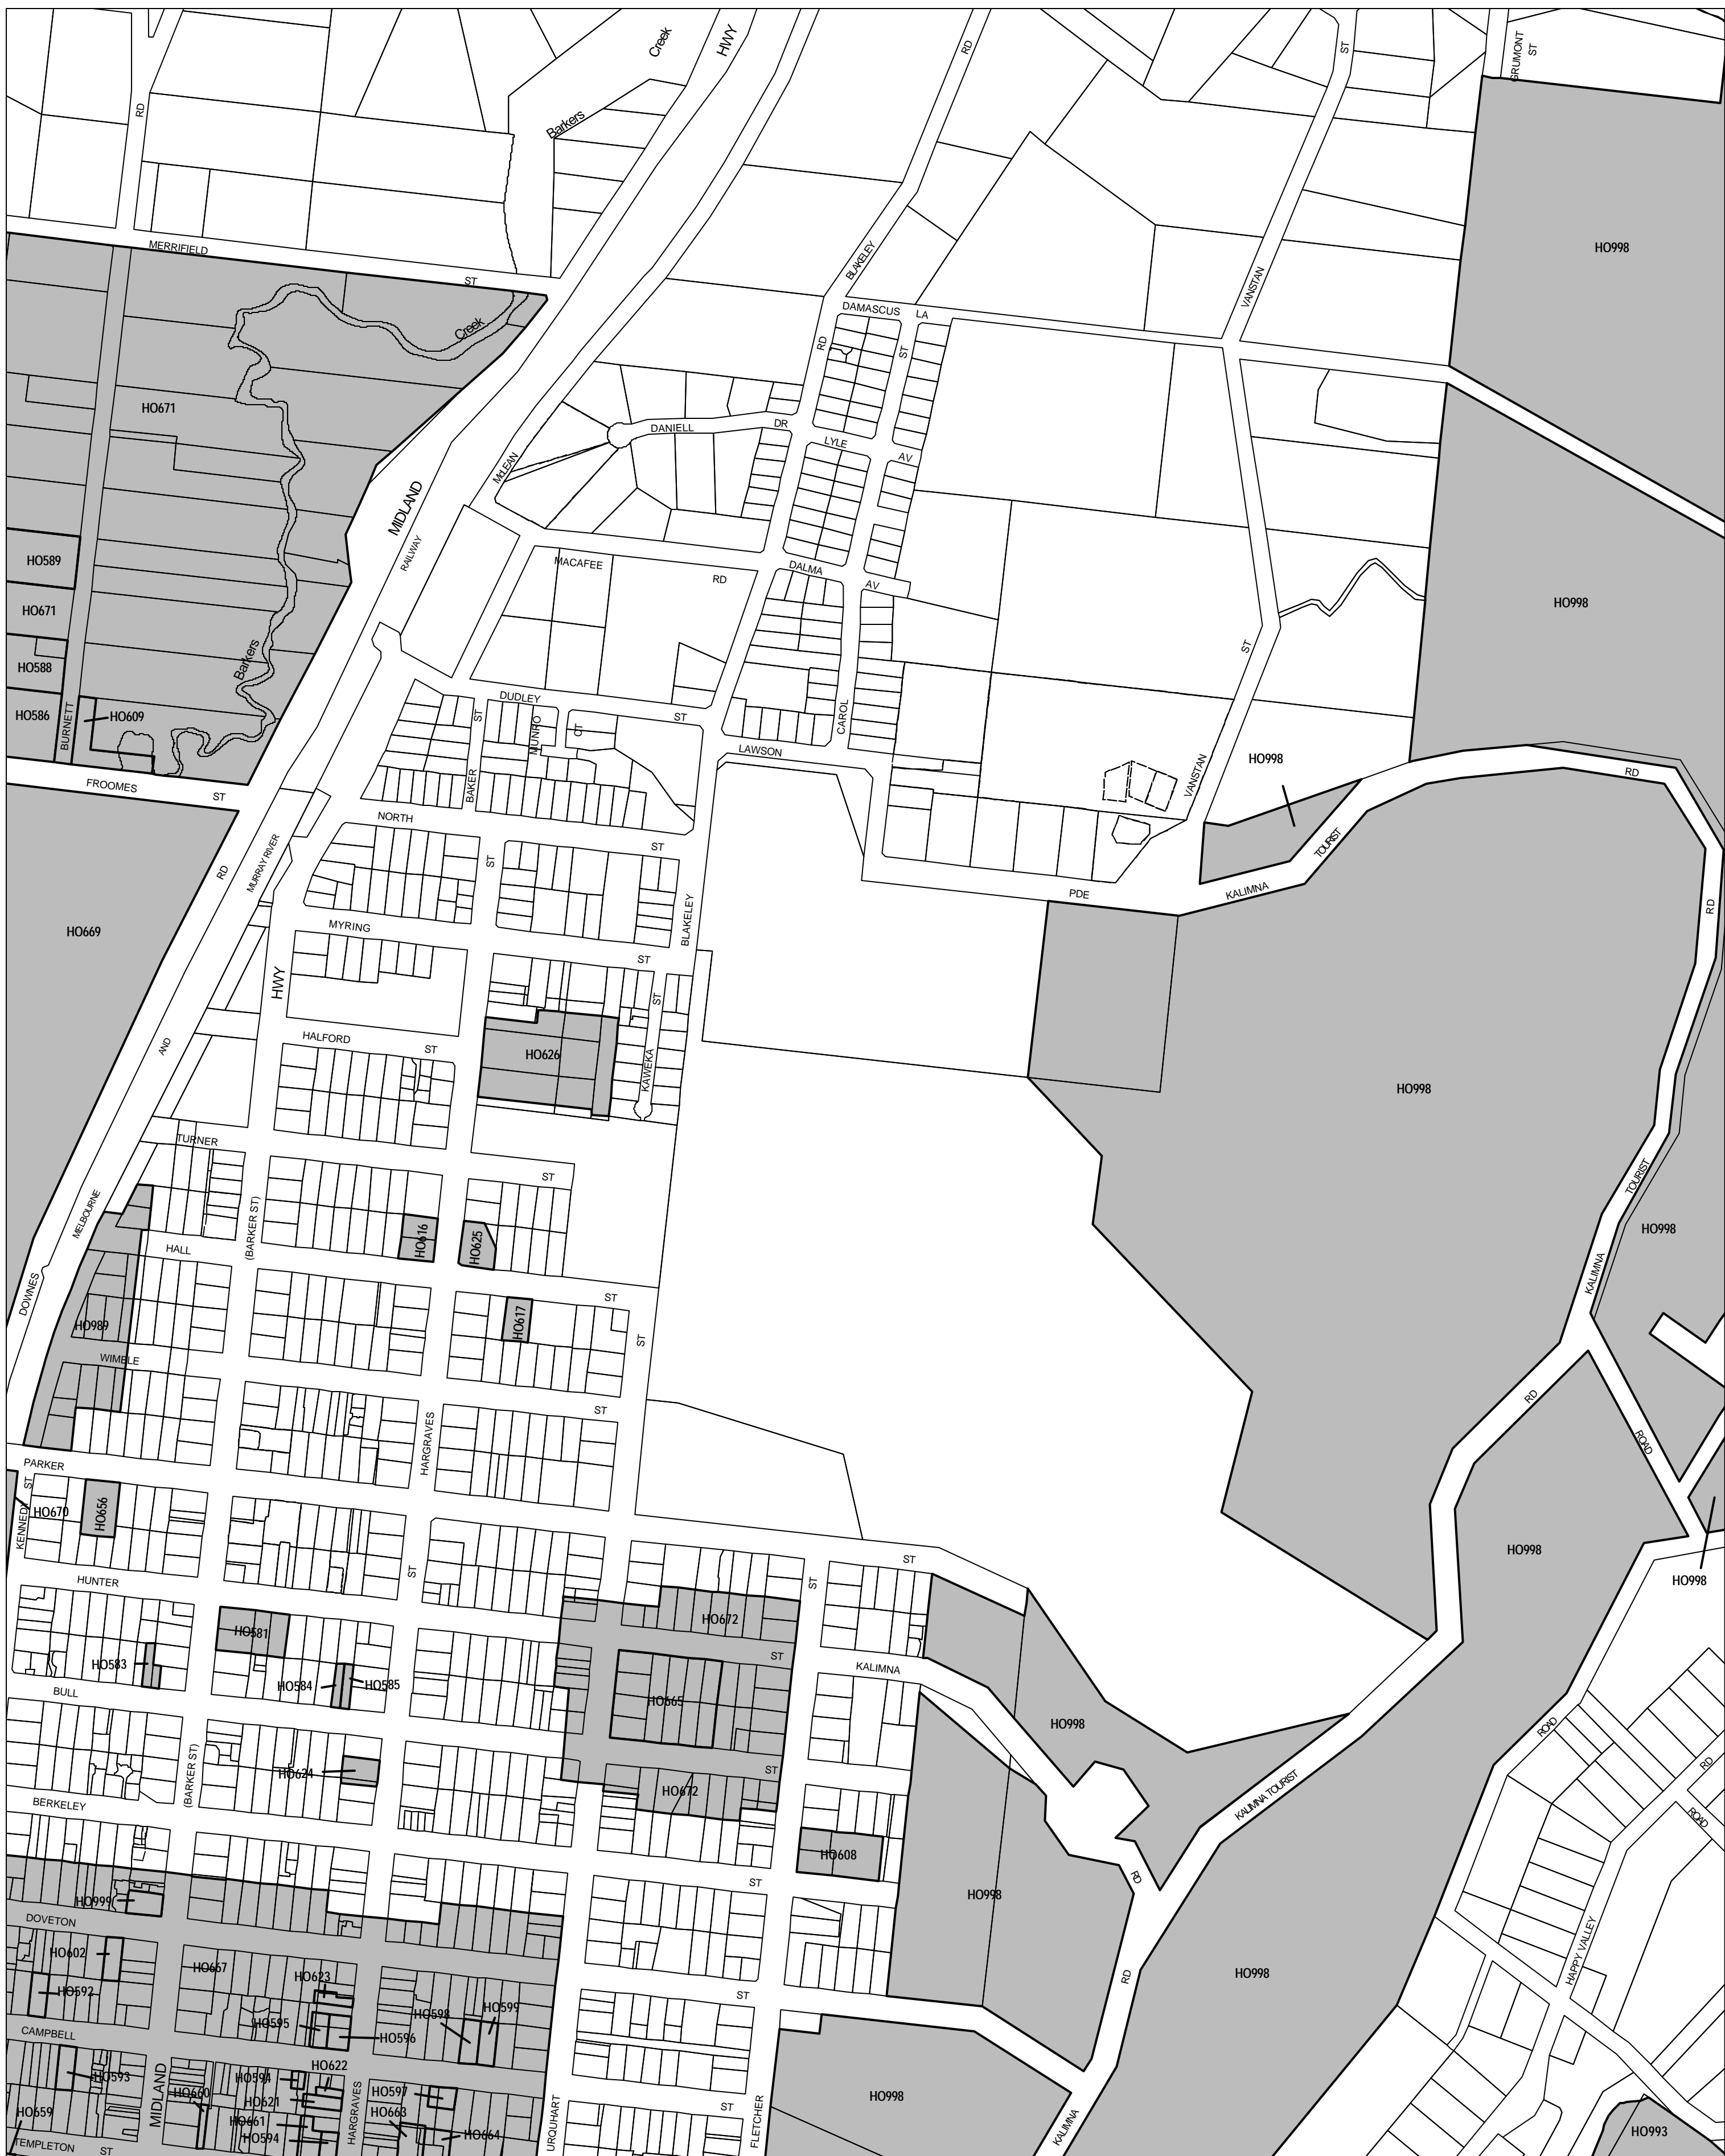 Creek
HWY
RD
ST
GRUMONT
ST
RD
Barkers
MERRIFIELD
ST
HO998
BLAKELEY
VANSTAN
DAMASCUS
LA
Creek
RD
ST
HO671
DANIELL
DR
LYLE
AV
McLEAN
MIDLAND
HO589
RAILWAY
MACAFEE
RD
DALMA
AV
HO671
HO998
Barkers
HO588
ST
HO586
BURNETT
HO609
DUDLEY
ST
ST
MUNRO
CT
CAROL
LAWSON
HO998
VANSTAN
RD
FROOMES
ST
BAKER
NORTH
ST
ST
TOURIST
MURRAY RIVER
RD
PDE
KALIMNA
RD
HO669
MYRING
ST
BLAKELEY
HWY
ST
HALFORD
ST
AND
HO626
KAWEKA
HO998
TURNER
ST
TOURIST
MELBOURNE
(BARKER ST)
HO616
HO625
HO998
HALL
KALIMNA
DOWNES
ST
HO989
HO617
ST
WIMBLE
RD
ST
HARGRAVES
ROAD
PARKER
ST
HO670
HO656
KENNEDY
HO998
ST
ST
HO998
HUNTER
ST
HO581
HO672
HO583
ST
KALIMNA
HO584
HO585
BULL
HO665
HO998
ROAD
ST
(BARKER ST)
HO624
HO672
RD
KALIMNA TOURIST
BERKELEY
ROAD
HO608
ST
RD
HO999
HO998
DOVETON
HO602
HO667
HO623
HAPPY VALLEY
HO998
RD
HO592
ST
HO598
HO599
HO595
HO596
CAMPBELL
HO622
HO593
HO594
MIDLAND
HO660
HO597
HO998
HO621
HO659
HO661
HARGRAVES
HO663
ST
HO594
HO664
URQUHART
FLETCHER
KALIMNA
HO993
TEMPLETON
ST